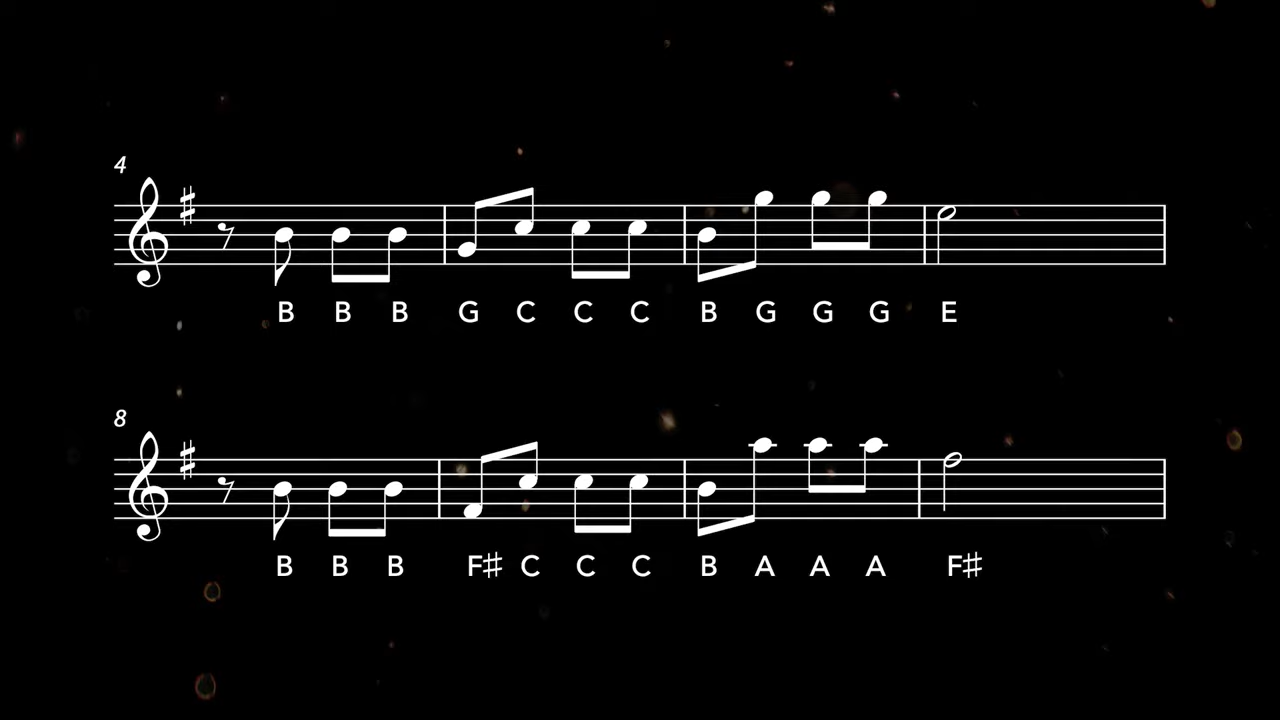 4
B B B G C C C B G G G E
8
B B B F♯ C C C B A A A F♯